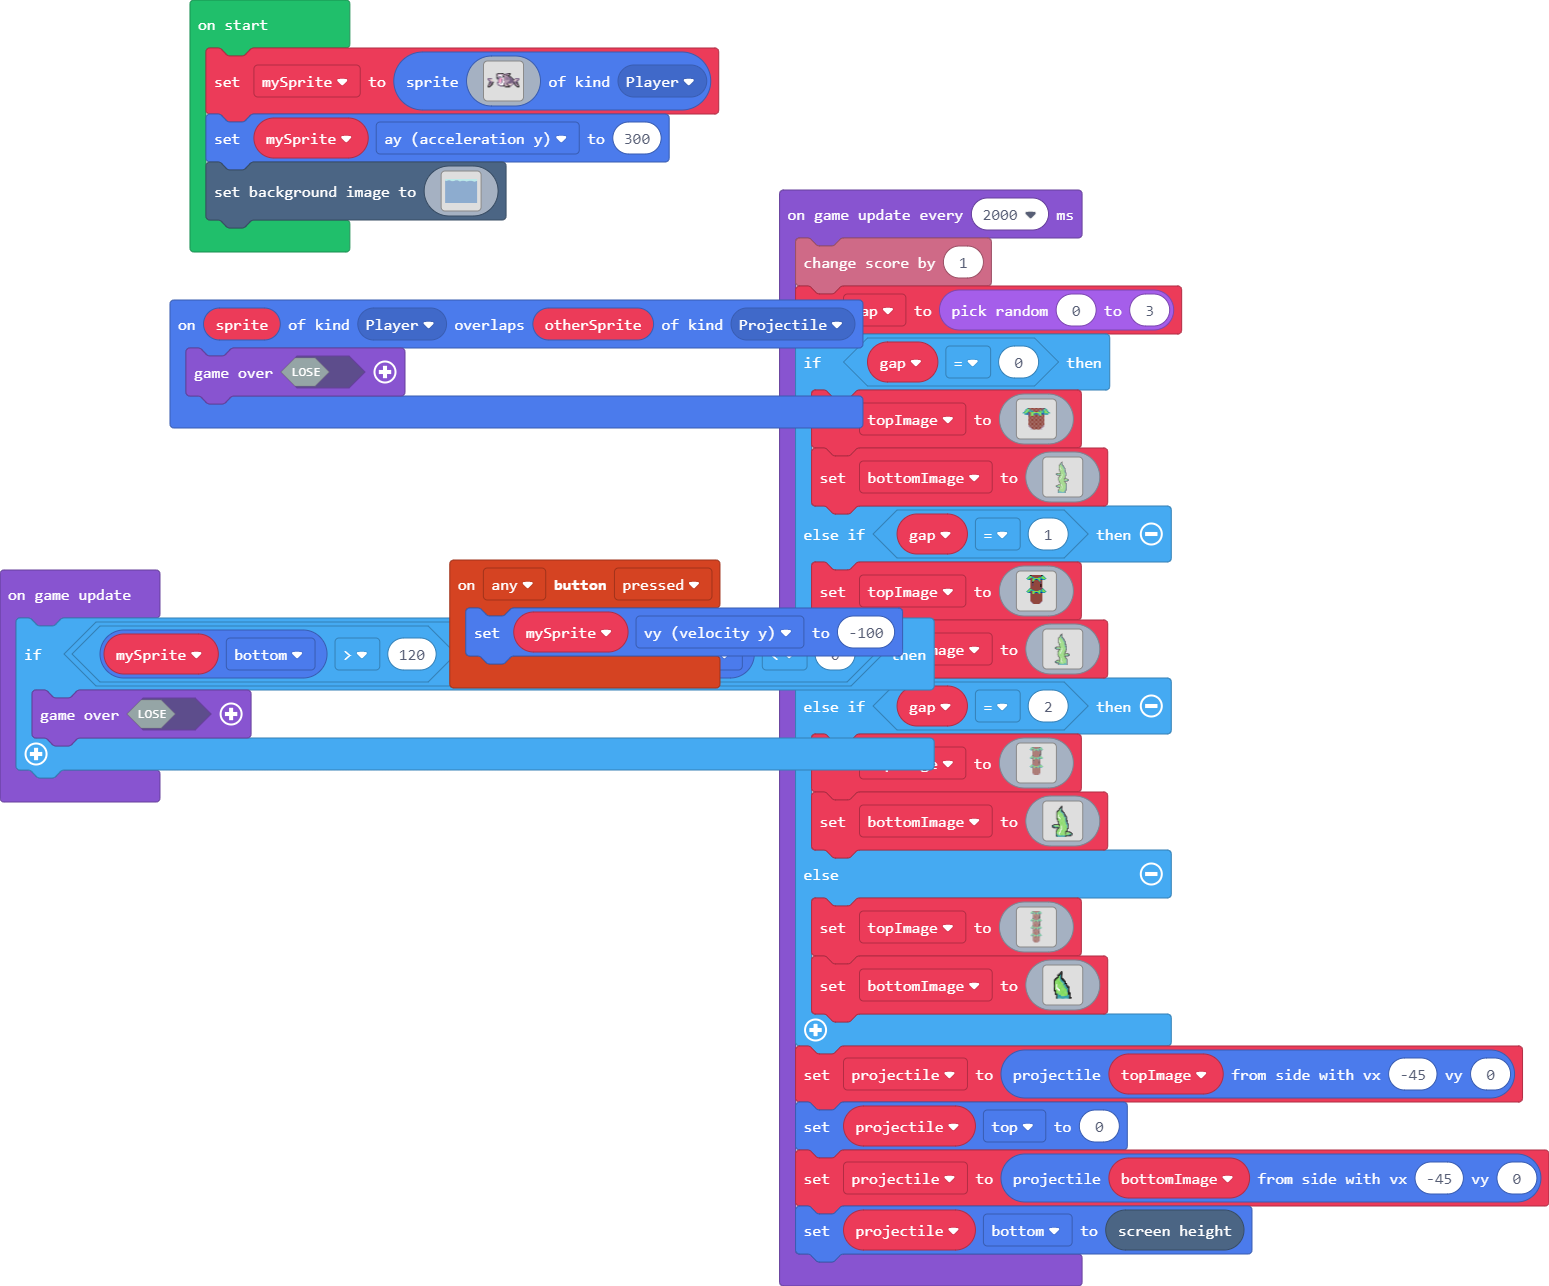 on start
set mySprite to sprite of kind Player
set mySprite ay (acceleration y) to 300
set background image to
on game update every 2000 ms
change score by 1
ap to pick random 0 to 3
on sprite of kind Player overlaps otherSprite of kind Projectile
game over LOSE
if gap = 0 then
topImage to
set bottomImage to
else if gap = 1 then
set topImage to
mage to
else if gap = 2 then
to
set bottomImage to
else
set topImage to
set bottomImage to
set projectile to projectile topImage from side with vx -45 vy 0
set projectile top to 0
set projectile to projectile bottomImage from side with vx -45 vy 0
set projectile bottom to screen height
on any button pressed
set mySprite vy (velocity y) to -100
on game update
if mySprite bottom > 120 then
game over LOSE